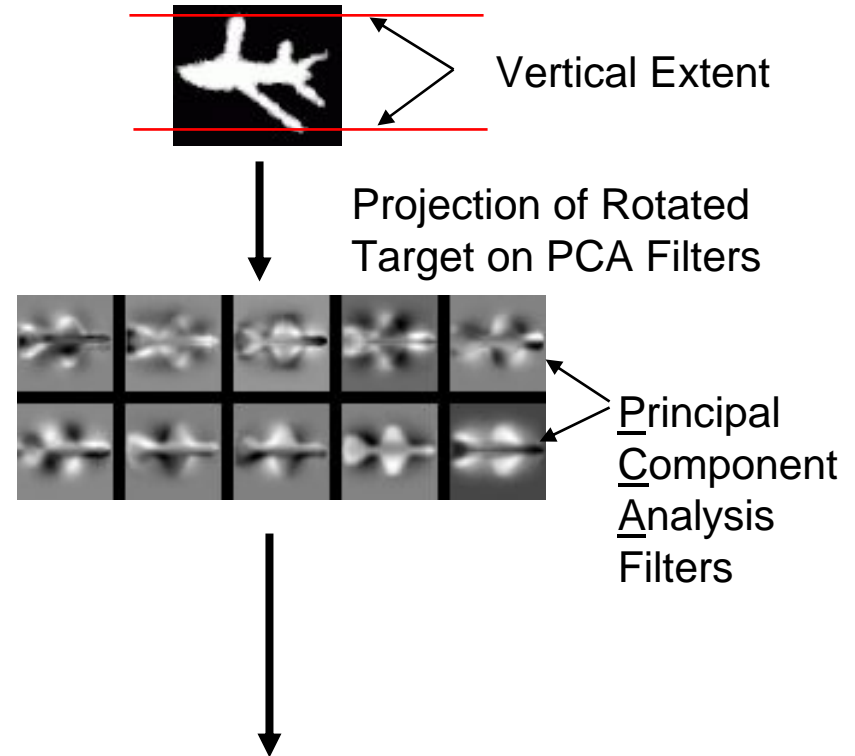 Vertical Extent
Projection of Rotated
Target on PCA Filters
Principal
Component
Analysis
Filters